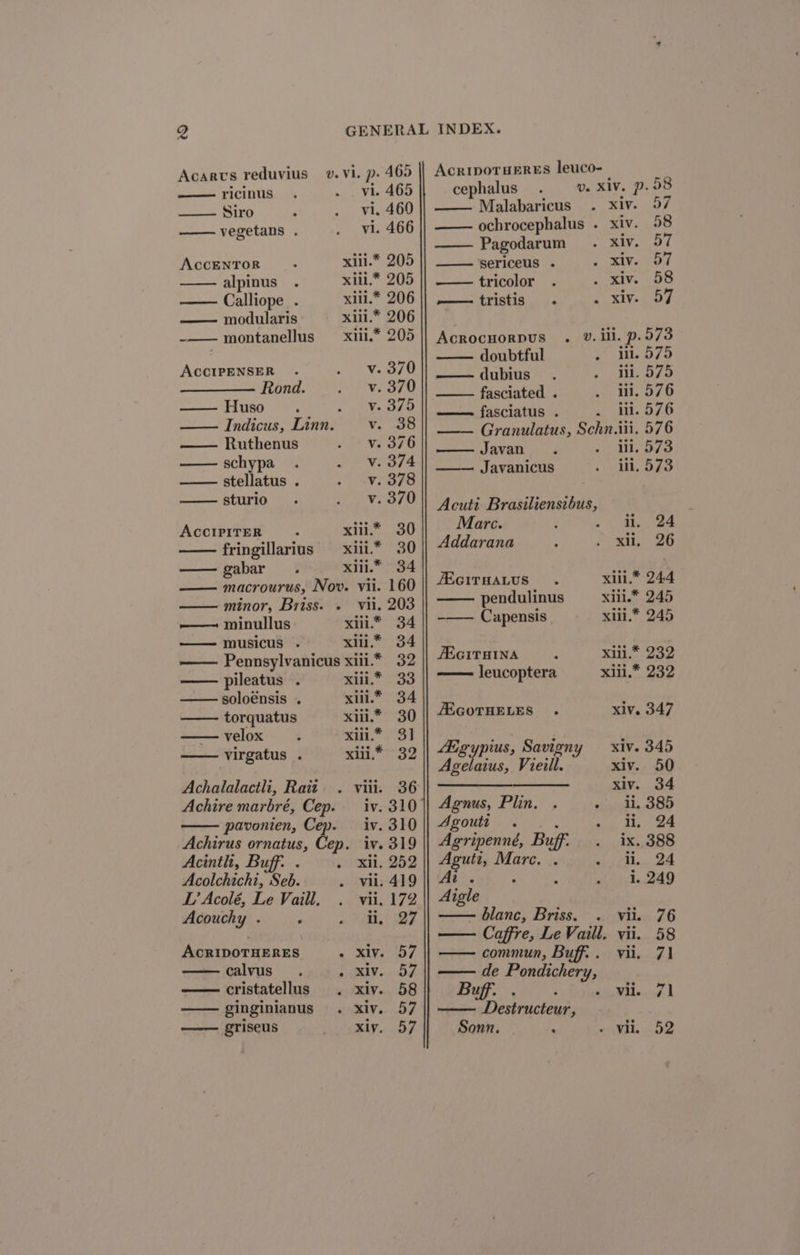 2 GENERAL INDEX.
Acarus reduvius v. vi. p. 465
—— ricinus . . vi. 465
—— Siro . . vi. 460
—— vegetans . . vi. 466
Accentor . xiii.* 205
—— alpinus . xiii.* 205
—— Calliope . xiii.* 206
—— modularis xiii.* 206
—— montanellus xiii.* 205
Accipenser . . v. 370
—— Rond. . v. 370
—— Huso . . v. 375
—— Indicus, Linn. v. 38
—— Ruthenus . v. 376
—— schypa . . v. 374
—— stellatus . . v. 378
—— sturio . . v. 370
Accipiter . xiii.* 30
—— fringillarius xiii.* 30
—— gabar . xiii.* 34
—— macrourus, Nov. vii. 160
—— minor, Briss. . vii. 203
—— minullus xiii.* 34
—— musicus . xiii.* 34
—— Pennsylvanicus xiii.* 32
—— pileatus . xiii.* 33
—— soloënsis . xiii.* 34
—— torquatus xiii.* 30
—— velox . xiii.* 31
—— virgatus . xiii.* 32
Achalalactli, Raii . viii. 36
Achire marbré, Cep. iv. 310
—— pavonien, Cep. iv. 310
Achirus ornatus, Cep. iv. 319
Acintli, Buff. . . xii. 252
Acolchichi, Seb. . vii. 419
L'Acolé, Le Vaill. . vii. 172
Acouchy . . . ii. 27
Acridotheres . xiv. 57
—— calvus . . xiv. 57
—— cristatellus . xiv. 58
—— ginginianus . xiv. 57
—— griseus xiv. 57
Acridotheres leuco-
cephalus . v. xiv. p. 58
—— Malabaricus . xiv. 57
—— ochrocephalus . xiv. 58
—— Pagodarum . xiv. 57
—— sericeus . . xiv. 57
—— tricolor . . xiv. 58
—— tristis . . xiv. 57
Acrochordus . v. iii. p. 573
—— doubtful . iii. 575
—— dubius . . iii. 575
—— fasciated . . iii. 576
—— fasciatus . . iii. 576
—— Granulatus, Schn. iii. 576
—— Javan . . iii. 573
—— Javanicus . iii. 573
Acuti Brasiliensibus,
Marc. . . ii. 24
Addarana . . xii. 26
Ægithalus . xiii.* 244
—— pendulinus xiii.* 245
—— Capensis xiii.* 245
Ægithina . xiii.* 232
—— leucoptera xiii.* 232
Ægotheles . xiv. 347
Ægypius, Savigny xiv. 345
Agelaius, Vieill. xiv. 50
—— xiv. 34
Agnus, Plin. . . ii. 385
Agouti . . . ii. 24
Agripenné, Buff. . ix. 388
Aguti, Marc. . . ii. 24
Ai . . . . i. 249
Aigle
—— blanc, Briss. . vii. 76
—— Caffre, Le Vaill. vii. 58
—— commun, Buff. . vii. 71
—— de Pondichery,
Buff. . . . vii. 71
—— Destructeur,
Sonn. . . vii. 52